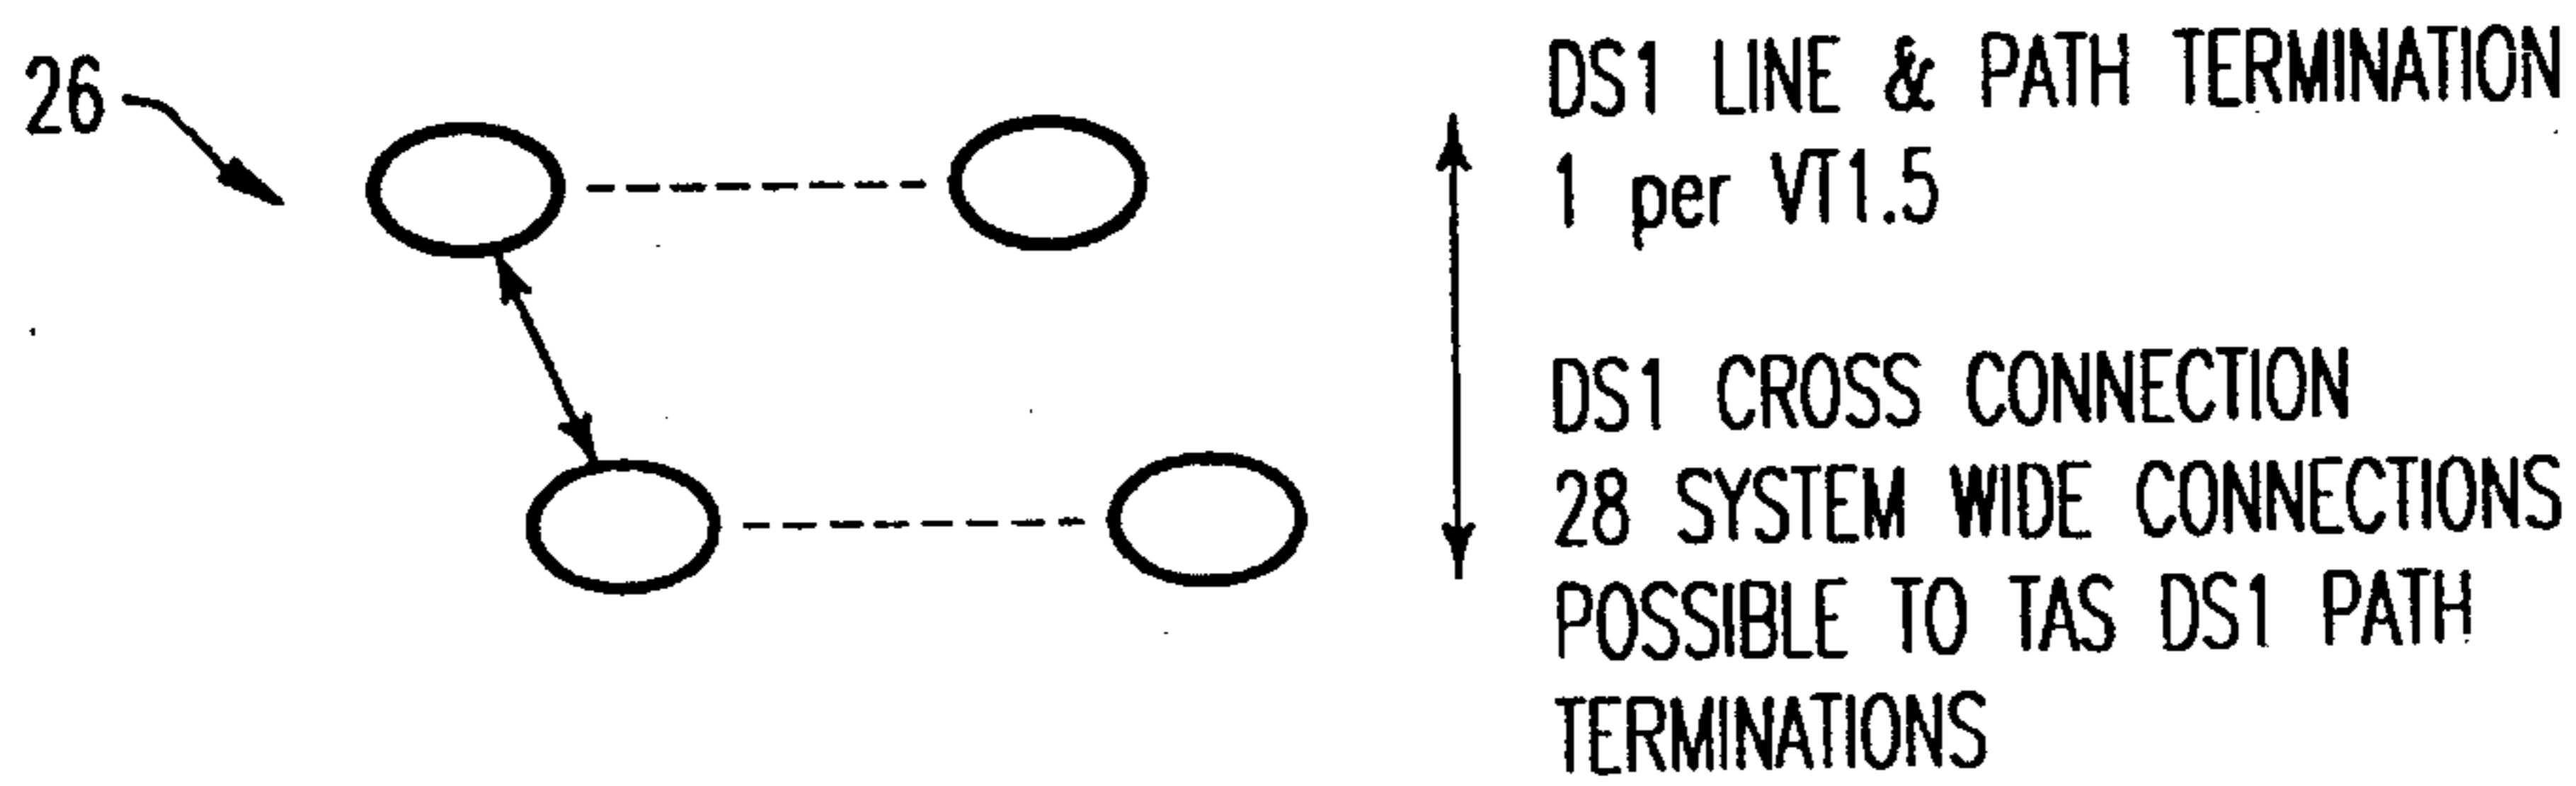 26
DS1 LINE & PATH TERMINATION
1 per VT1.5
DS1 CROSS CONNECTION
28 SYSTEM WIDE CONNECTIONS
POSSIBLE TO TAS DS1 PATH
TERMINATIONS